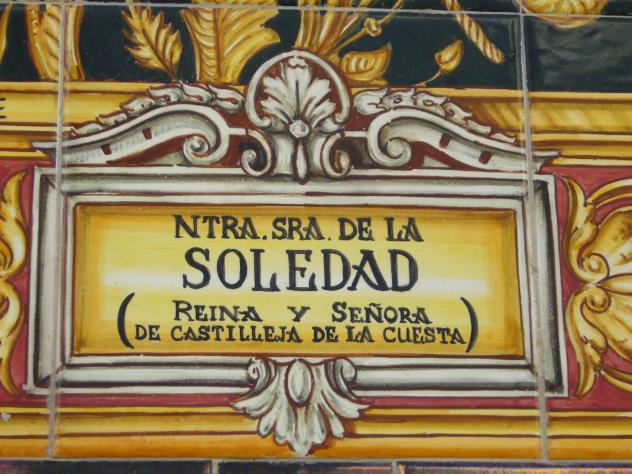 NTRA. SRA. DE LA
SOLEDAD
(REINA Y SEÑORA
DE CASTILLEJA DE LA CUESTA)